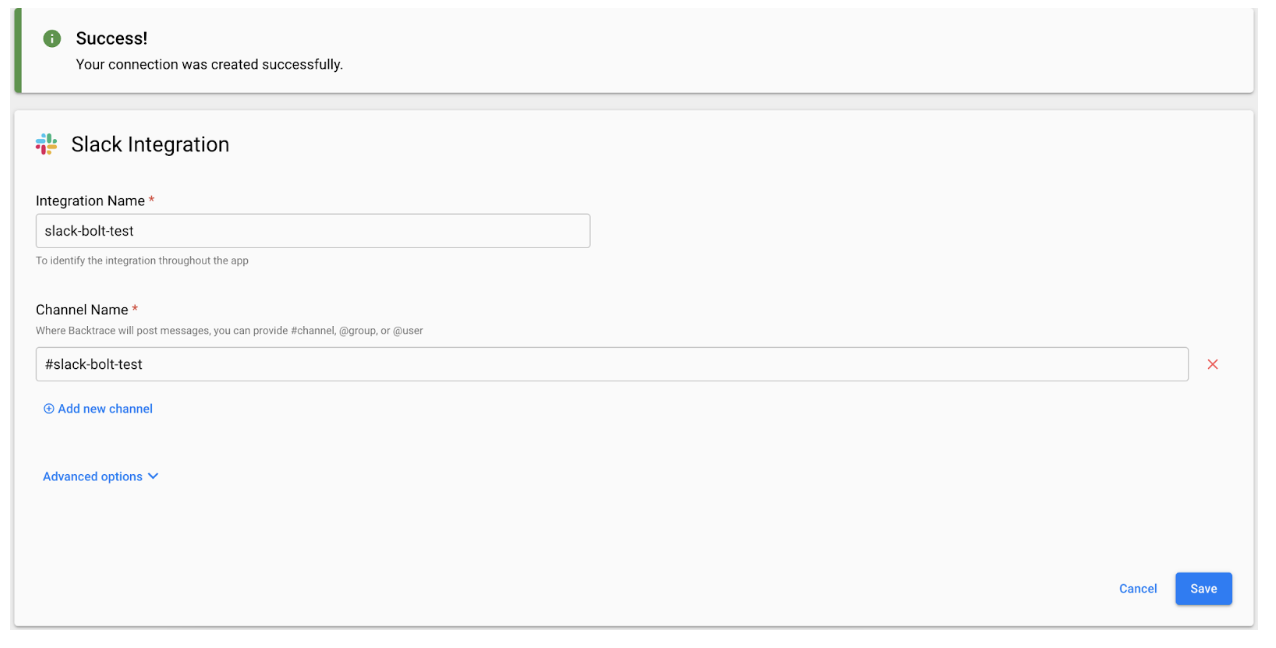 Success!
Your connection was created successfully.
Slack Integration
Integration Name *
slack-bolt-test
To identify the integration throughout the app
Channel Name *
Where Backtrace will post messages, you can provide #channel, @group, or @user
#slack-bolt-test
Add new channel
Advanced options
Cancel
Save